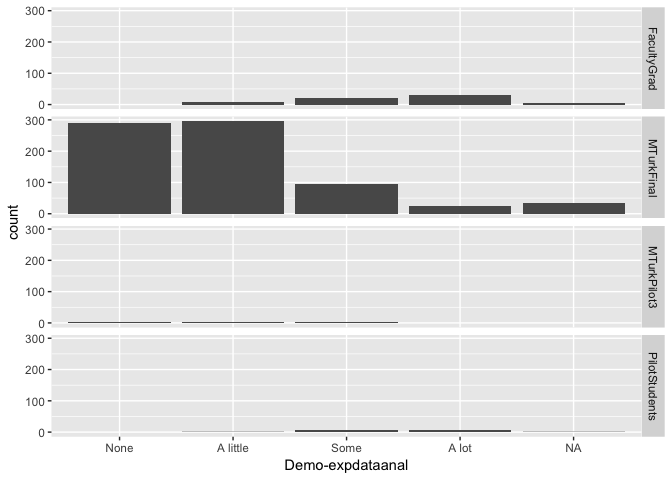 300
200
100
0
FacultyGrad
300
200
100
0
MTurkFinal
300
200
100
0
MTurkPilot3
300
200
100
0
PilotStudents
count
None A little Some A lot NA
Demo-expdataanal